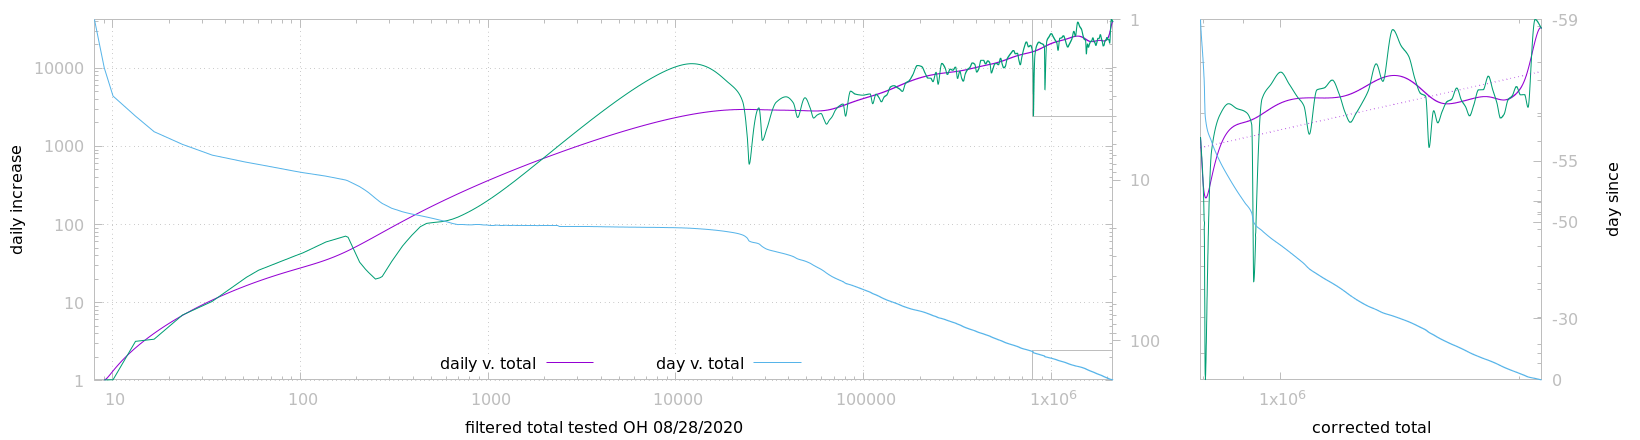 daily increase
10000
1000
100
10
1
10
100
1000
10000
100000
1x10⁶
1
10
100
daily v. total
day v. total
filtered total tested OH 08/28/2020
-59
-55
-50
-30
0
day since
1x10⁶
corrected total